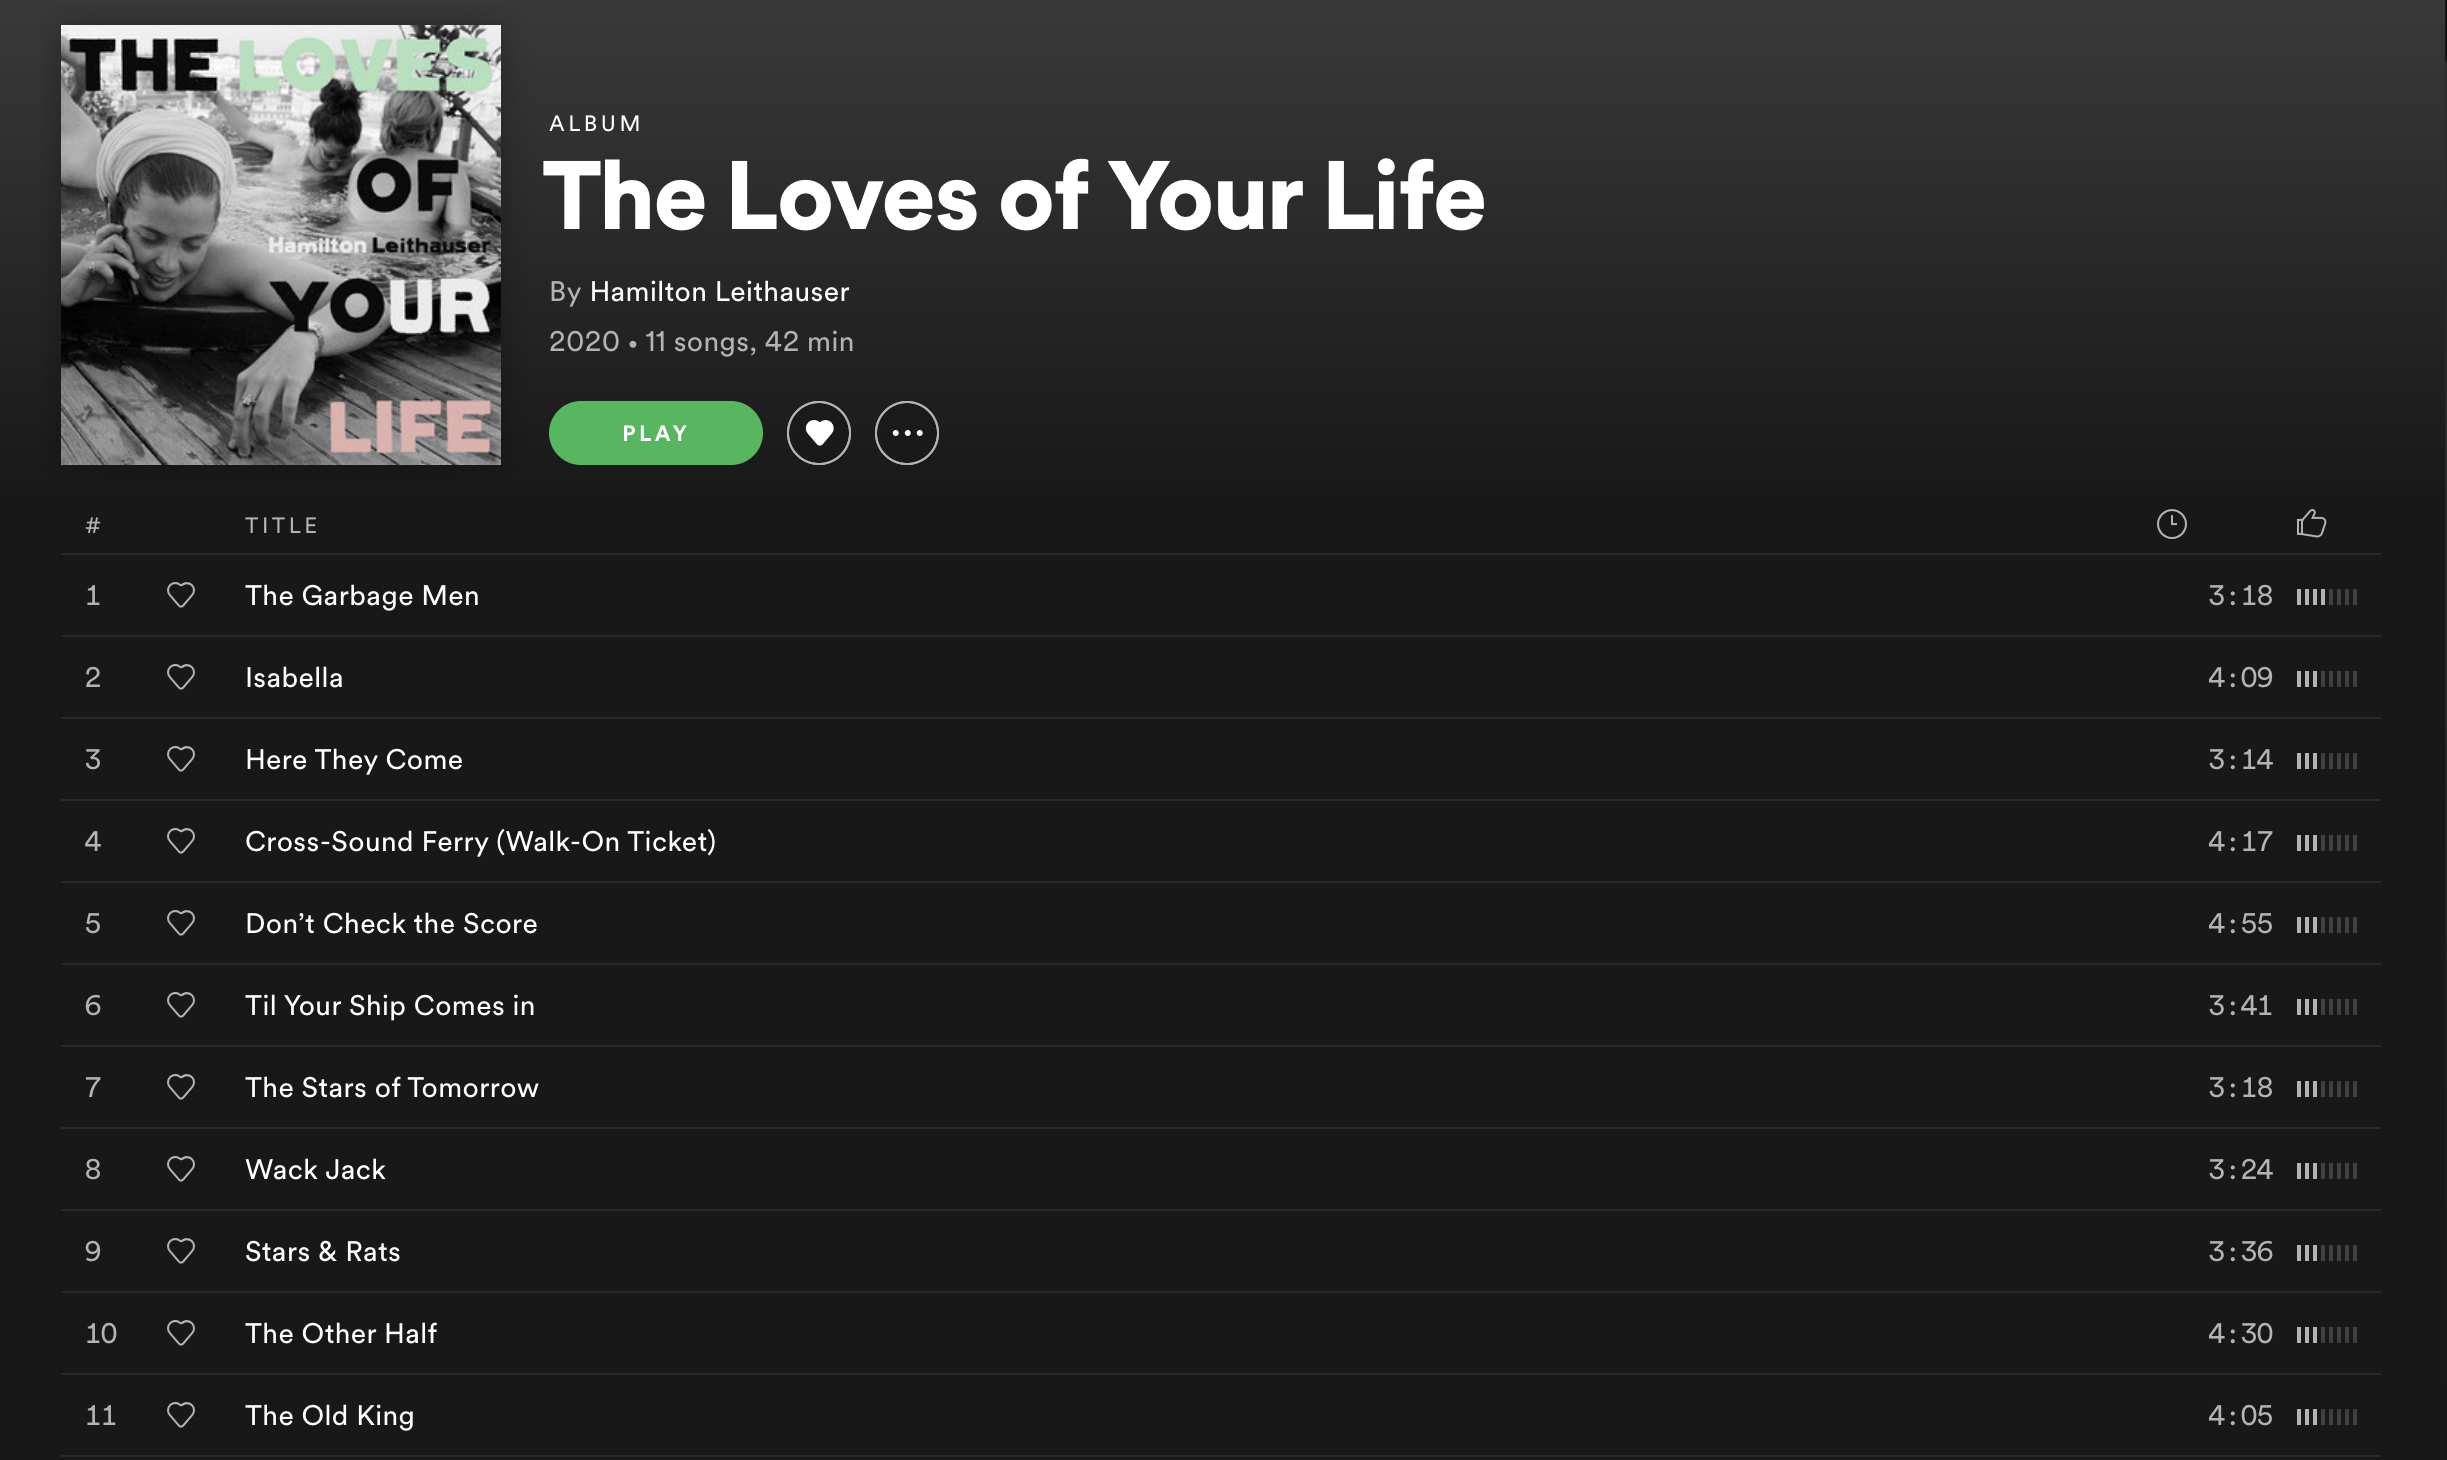 THE LOVES
OF
Hamilton Leithauser
YOUR
LIFE
ALBUM
The Loves of Your Life
By Hamilton Leithauser
2020 • 11 songs, 42 min
PLAY
# TITLE
1 The Garbage Men 3:18
2 Isabella 4:09
3 Here They Come 3:14
4 Cross-Sound Ferry (Walk-On Ticket) 4:17
5 Don’t Check the Score 4:55
6 Til Your Ship Comes in 3:41
7 The Stars of Tomorrow 3:18
8 Wack Jack 3:24
9 Stars & Rats 3:36
10 The Other Half 4:30
11 The Old King 4:05